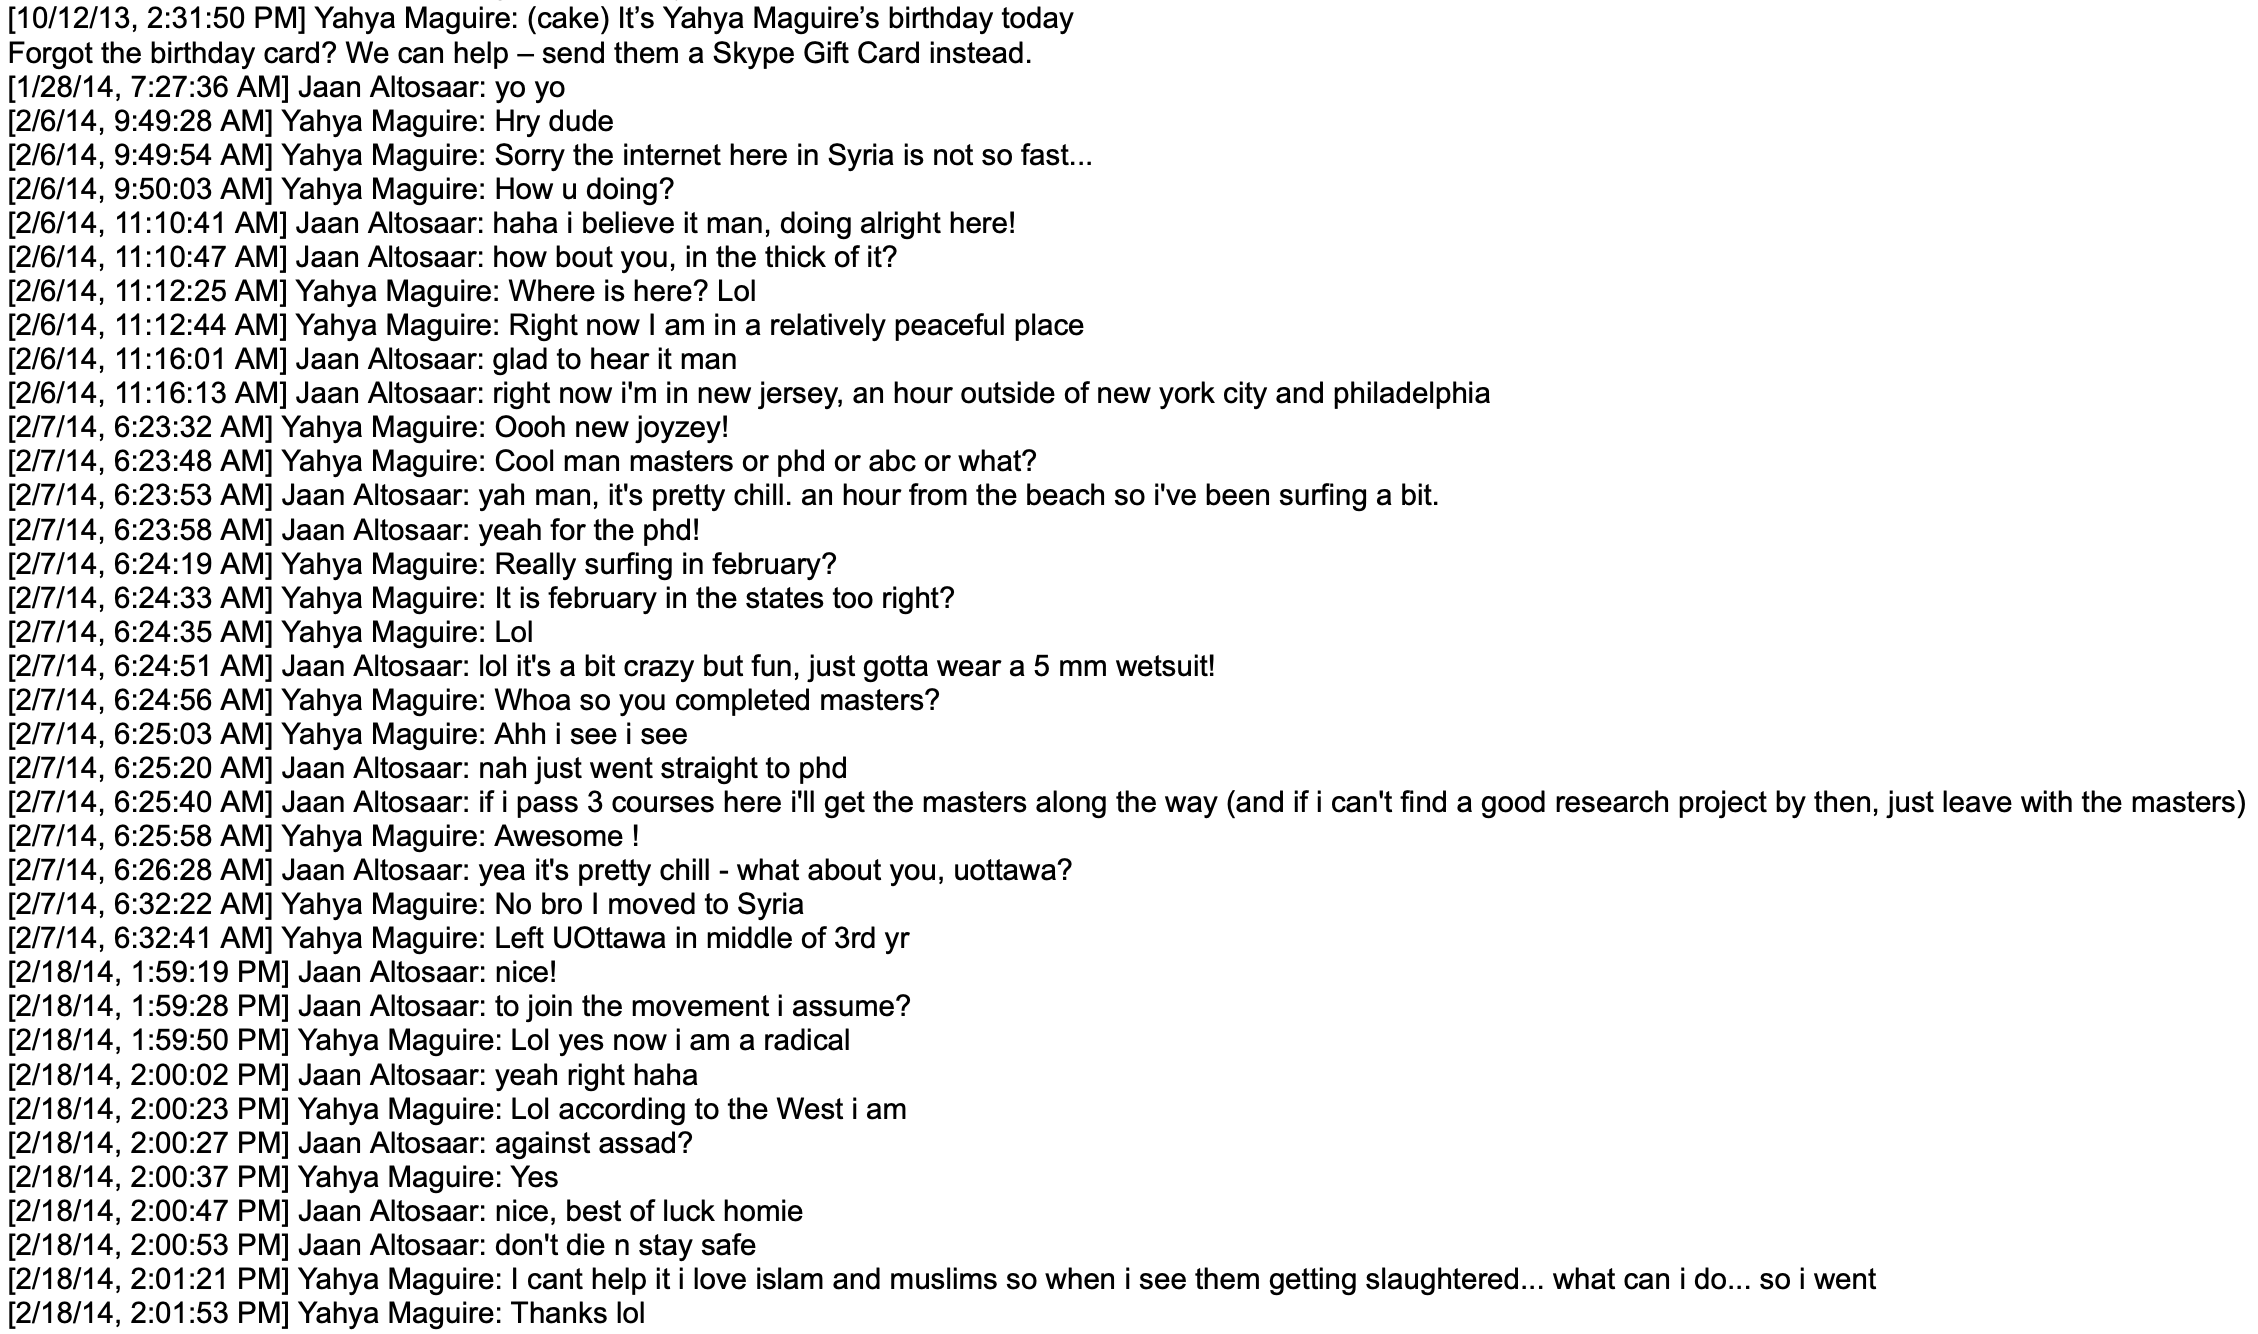 [10/12/13, 2:31:50 PM] Yahya Maguire: (cake) It’s Yahya Maguire’s birthday today
Forgot the birthday card? We can help – send them a Skype Gift Card instead.
[1/28/14, 7:27:36 AM] Jaan Altosaar: yo yo
[2/6/14, 9:49:28 AM] Yahya Maguire: Hry dude
[2/6/14, 9:49:54 AM] Yahya Maguire: Sorry the internet here in Syria is not so fast...
[2/6/14, 9:50:03 AM] Yahya Maguire: How u doing?
[2/6/14, 11:10:41 AM] Jaan Altosaar: haha i believe it man, doing alright here!
[2/6/14, 11:10:47 AM] Jaan Altosaar: how bout you, in the thick of it?
[2/6/14, 11:12:25 AM] Yahya Maguire: Where is here? Lol
[2/6/14, 11:12:44 AM] Yahya Maguire: Right now I am in a relatively peaceful place
[2/6/14, 11:16:01 AM] Jaan Altosaar: glad to hear it man
[2/6/14, 11:16:13 AM] Jaan Altosaar: right now i'm in new jersey, an hour outside of new york city and philadelphia
[2/7/14, 6:23:32 AM] Yahya Maguire: Oooh new joyzey!
[2/7/14, 6:23:48 AM] Yahya Maguire: Cool man masters or phd or abc or what?
[2/7/14, 6:23:53 AM] Jaan Altosaar: yah man, it's pretty chill. an hour from the beach so i've been surfing a bit.
[2/7/14, 6:23:58 AM] Jaan Altosaar: yeah for the phd!
[2/7/14, 6:24:19 AM] Yahya Maguire: Really surfing in february?
[2/7/14, 6:24:33 AM] Yahya Maguire: It is february in the states too right?
[2/7/14, 6:24:35 AM] Yahya Maguire: Lol
[2/7/14, 6:24:51 AM] Jaan Altosaar: lol it's a bit crazy but fun, just gotta wear a 5 mm wetsuit!
[2/7/14, 6:24:56 AM] Yahya Maguire: Whoa so you completed masters?
[2/7/14, 6:25:03 AM] Yahya Maguire: Ahh i see i see
[2/7/14, 6:25:20 AM] Jaan Altosaar: nah just went straight to phd
[2/7/14, 6:25:40 AM] Jaan Altosaar: if i pass 3 courses here i'll get the masters along the way (and if i can't find a good research project by then, just leave with the masters)
[2/7/14, 6:25:58 AM] Yahya Maguire: Awesome !
[2/7/14, 6:26:28 AM] Jaan Altosaar: yea it's pretty chill - what about you, uottawa?
[2/7/14, 6:32:22 AM] Yahya Maguire: No bro I moved to Syria
[2/7/14, 6:32:41 AM] Yahya Maguire: Left UOttawa in middle of 3rd yr
[2/18/14, 1:59:19 PM] Jaan Altosaar: nice!
[2/18/14, 1:59:28 PM] Jaan Altosaar: to join the movement i assume?
[2/18/14, 1:59:50 PM] Yahya Maguire: Lol yes now i am a radical
[2/18/14, 2:00:02 PM] Jaan Altosaar: yeah right haha
[2/18/14, 2:00:23 PM] Yahya Maguire: Lol according to the West i am
[2/18/14, 2:00:27 PM] Jaan Altosaar: against assad?
[2/18/14, 2:00:37 PM] Yahya Maguire: Yes
[2/18/14, 2:00:47 PM] Jaan Altosaar: nice, best of luck homie
[2/18/14, 2:00:53 PM] Jaan Altosaar: don't die n stay safe
[2/18/14, 2:01:21 PM] Yahya Maguire: I cant help it i love islam and muslims so when i see them getting slaughtered... what can i do... so i went
[2/18/14, 2:01:53 PM] Yahya Maguire: Thanks lol